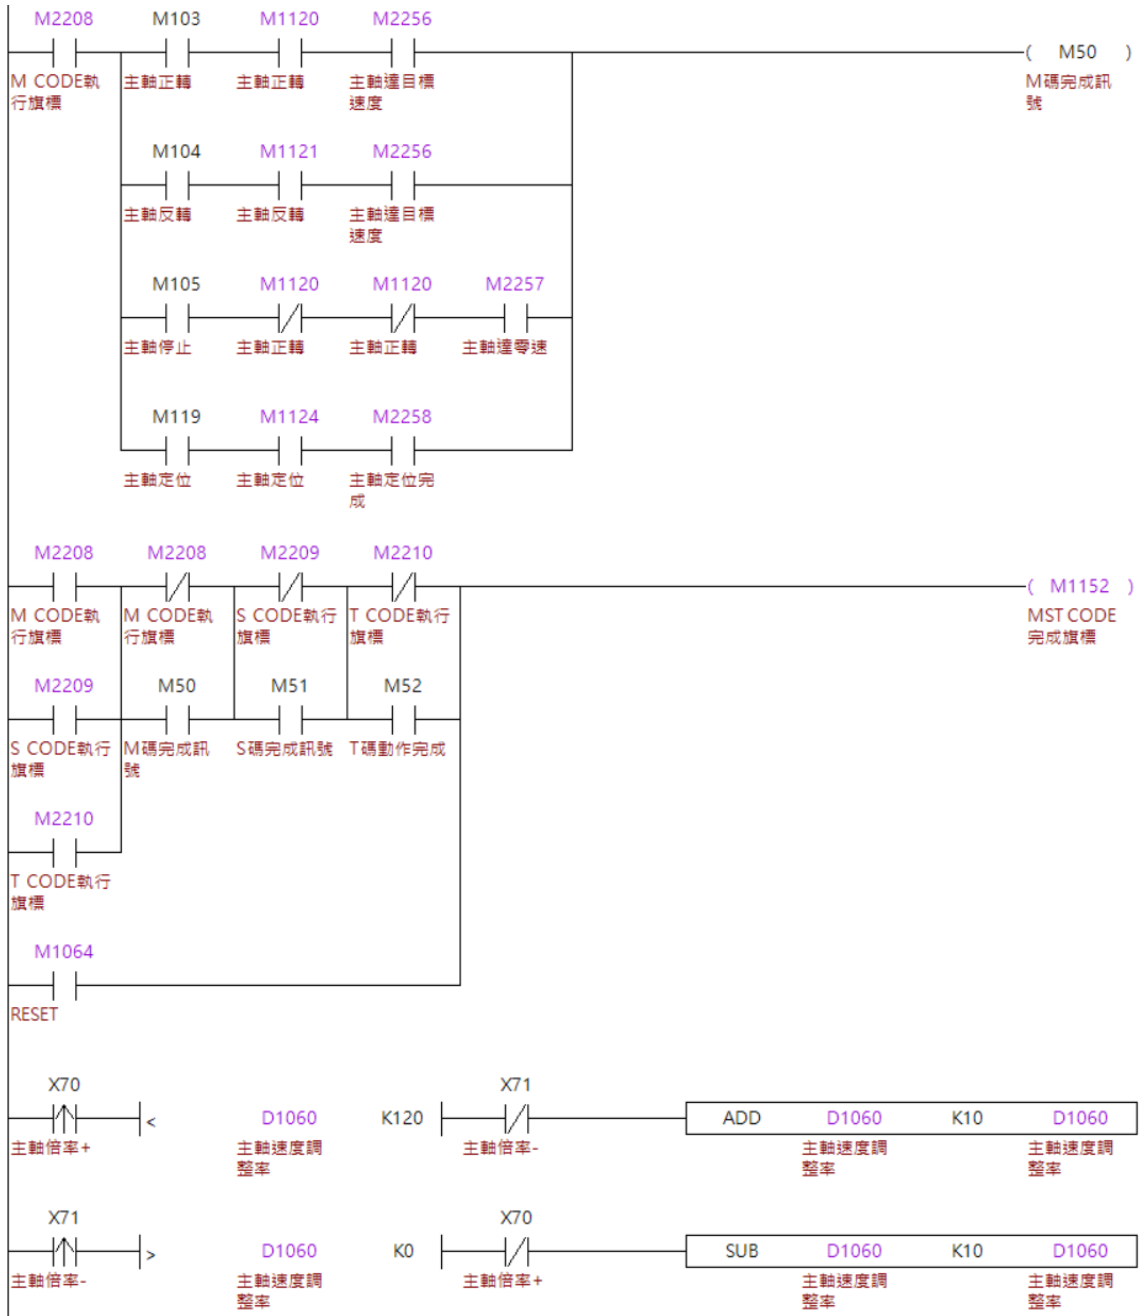 M2208 M103 M1120 M2256
( M50 )
M CODE執 主軸正轉 主軸正轉 主軸達目標 M碼完成訊
行旗標 速度 號
M104 M1121 M2256
主軸反轉 主軸反轉 主軸達目標
速度
M105 M1120 M1120 M2257
主軸停止 主軸正轉 主軸正轉 主軸達零速
M119 M1124 M2258
主軸定位 主軸定位 主軸定位完
成
M2208 M2208 M2209 M2210
( M1152 )
M CODE執 M CODE執 S CODE執行 T CODE執行 MST CODE
行旗標 行旗標 旗標 旗標 完成旗標
M2209 M50 M51 M52
S CODE執行 M碼完成訊 S碼完成訊號 T碼動作完成
旗標 號
M2210
T CODE執行
旗標
M1064
RESET
X70 X71
< D1060 K120 ADD D1060 K10 D1060
主軸倍率+ 主軸速度調 主軸倍率- 主軸速度調 主軸速度調
整率 整率 整率
X71 X70
> D1060 K0 SUB D1060 K10 D1060
主軸倍率- 主軸速度調 主軸倍率+ 主軸速度調 主軸速度調
整率 整率 整率